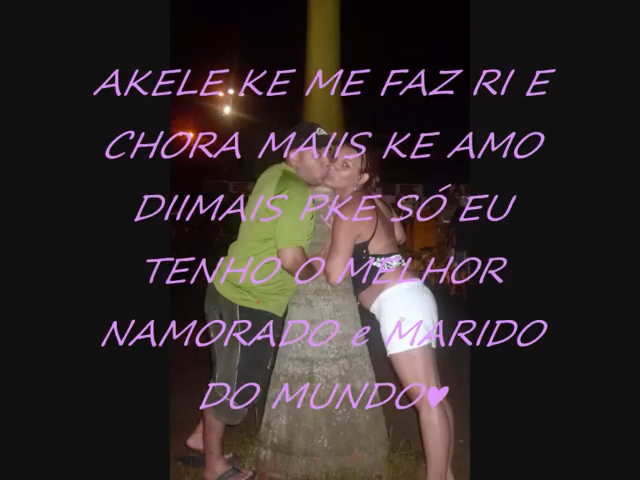 AKELE KE ME FAZ RI E
CHORA MAIIS KE AMO
DIIMAIS PKE SÓ EU
TENHO O MELHOR
NAMORADO e MARIDO
DO MUNDO♥